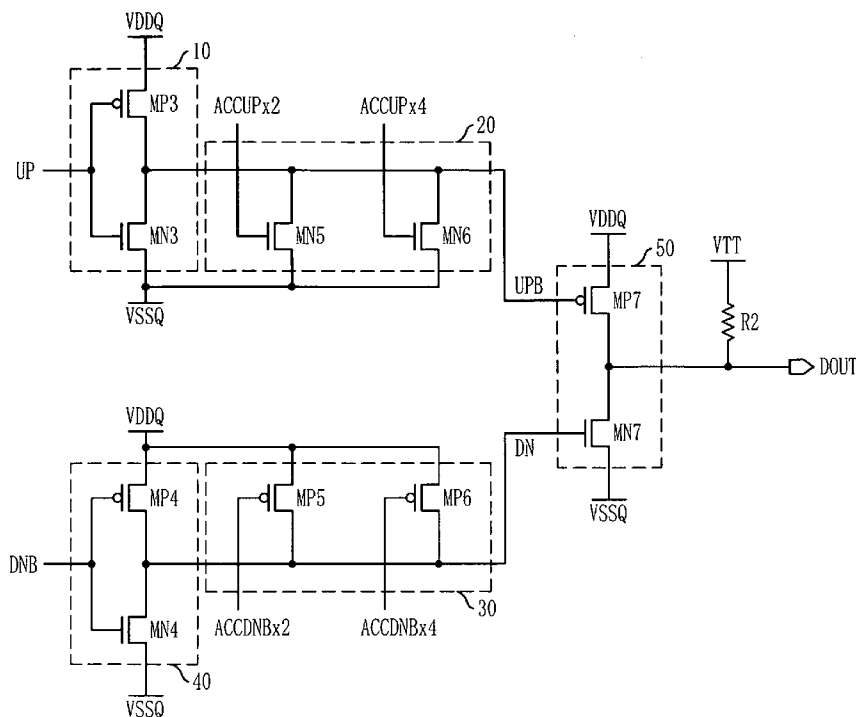 VDDQ
10
MP3
ACCUPx2
ACCUPx4
20
UP
MN3
MN5
MN6
VSSQ
VDDQ
50
VTT
UPB
MP7
R2
DOUT
VDDQ
DN
MN7
MP4
MP5
MP6
VSSQ
DNB
MN4
ACCDNBx2
ACCDNBx4
30
40
VSSQ